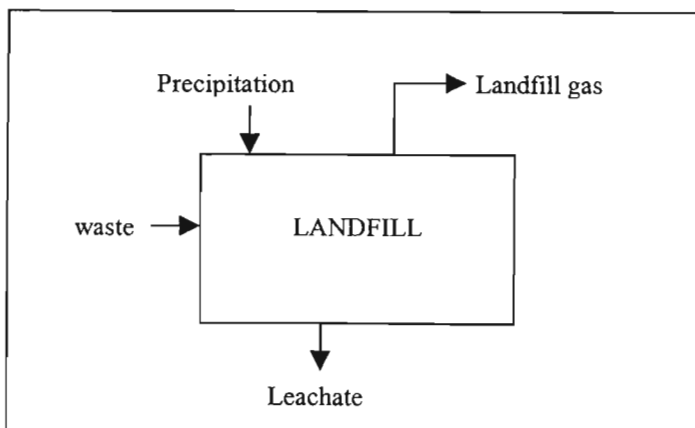 Precipitation
Landfill gas
waste
LANDFILL
Leachate